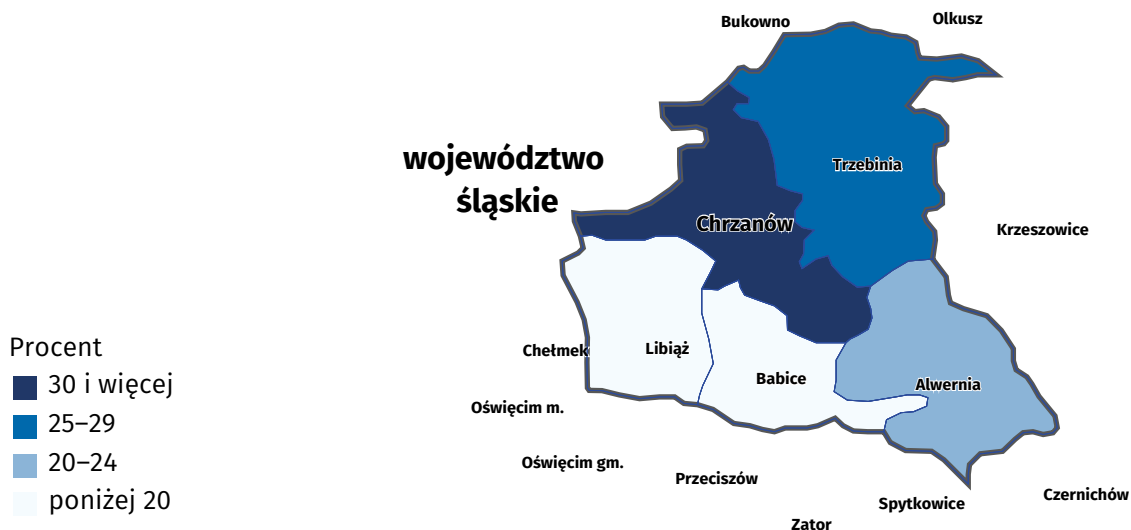 Bukowno
Olkusz
województwo
śląskie
Trzebinia
Chrzanów
Krzeszowice
Procent
30 i więcej
25–29
20–24
poniżej 20
Chełmek
Libiąż
Babice
Alwernia
Oświęcim m.
Oświęcim gm.
Przeciszów
Spytkowice
Czernichów
Zator